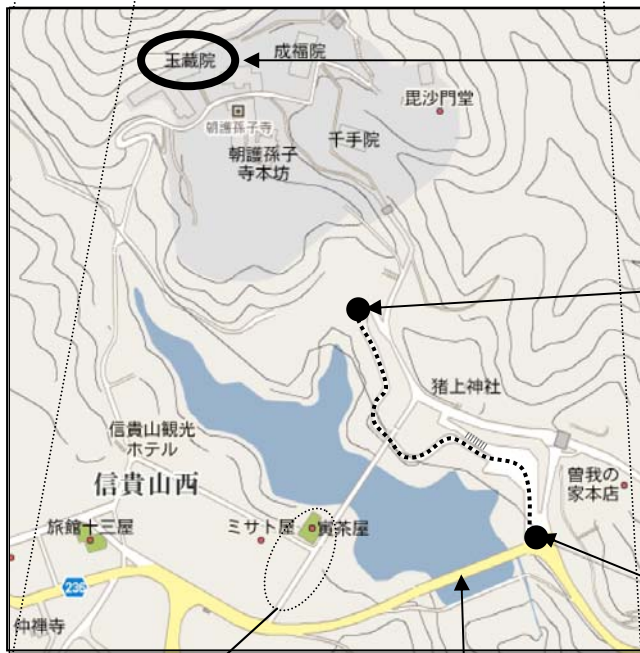 玉蔵院
成福院
毘沙門堂
朝護孫子寺
千手院
朝護孫子
寺本坊
猪上神社
信貴山観光
ホテル
曽我の
家本店
信貴山西
旅館十三屋
ミサト屋
寅茶屋
236
仲禅寺